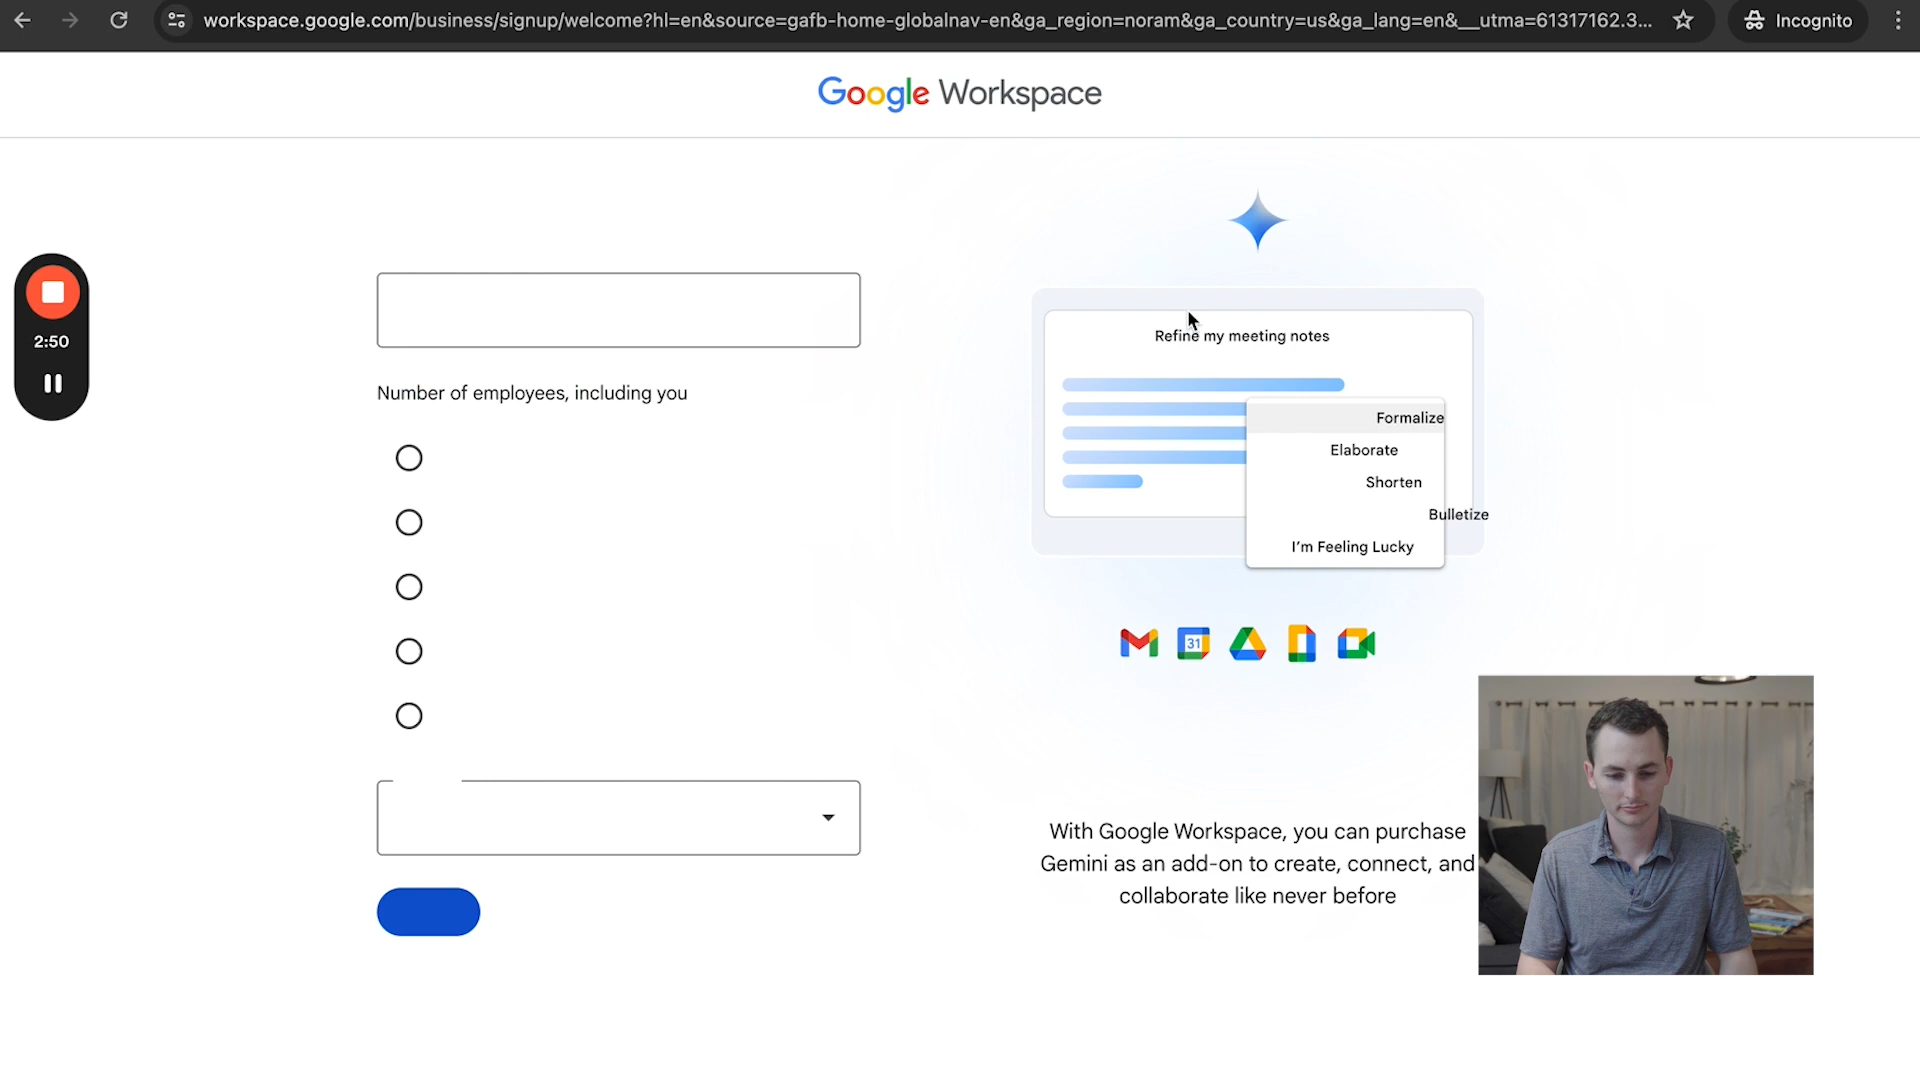 workspace.google.com/business/signup/welcome?hl=en&source=gafb-home-globalnav-en&ga_region=noram&ga_country=us&ga_lang=en&__utma=61317162.3...
Incognito
Google Workspace
2:50
Number of employees, including you
Refine my meeting notes
Formalize
Elaborate
Shorten
Bulletize
I'm Feeling Lucky
31
With Google Workspace, you can purchase
Gemini as an add-on to create, connect, and
collaborate like never before